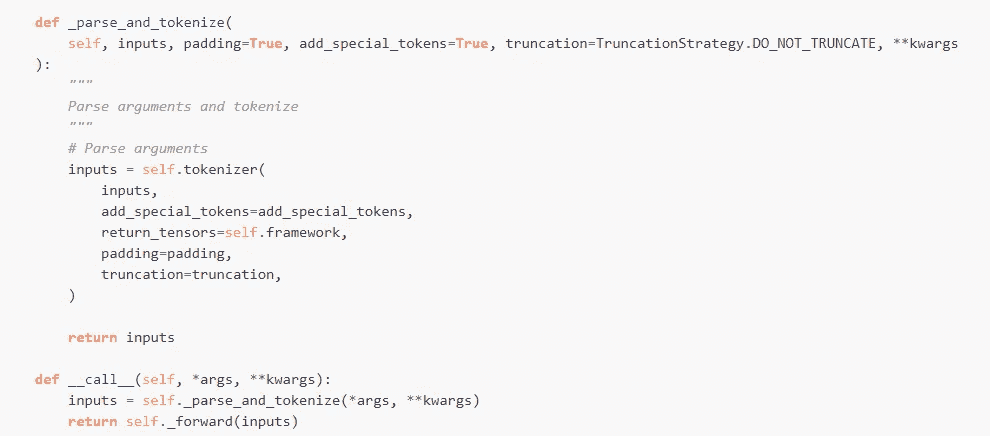 def _parse_and_tokenize(
    self, inputs, padding=True, add_special_tokens=True, truncation=TruncationStrategy.DO_NOT_TRUNCATE, **kwargs
):
    """
    Parse arguments and tokenize
    """
    # Parse arguments
    inputs = self.tokenizer(
        inputs,
        add_special_tokens=add_special_tokens,
        return_tensors=self.framework,
        padding=padding,
        truncation=truncation,
    )

    return inputs

def __call__(self, *args, **kwargs):
    inputs = self._parse_and_tokenize(*args, **kwargs)
    return self._forward(inputs)